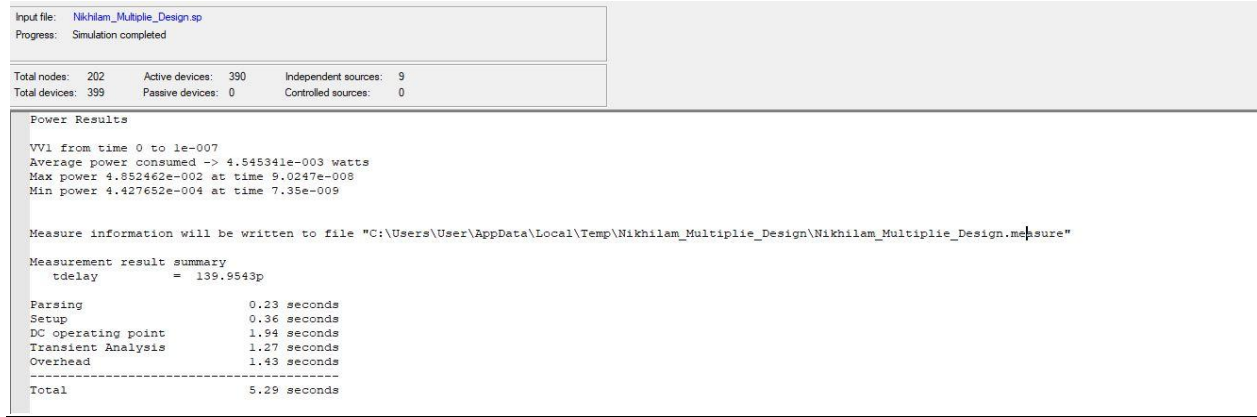 Input file: Nikhilam_Multiplie_Design.sp
Progress: Simulation completed
Total nodes: 202 Active devices: 390 Independent sources: 9
Total devices: 399 Passive devices: 0 Controlled sources: 0
Power Results
VV1 from time 0 to 1e-007
Average power consumed -> 4.545341e-003 watts
Max power 4.852462e-002 at time 9.0247e-008
Min power 4.427652e-004 at time 7.35e-009
Measure information will be written to file "C:\Users\User\AppData\Local\Temp\Nikhilam_Multiplie_Design\Nikhilam_Multiplie_Design.measure"
Measurement result summary
tdelay = 139.9543p
Parsing 0.23 seconds
Setup 0.36 seconds
DC operating point 1.94 seconds
Transient Analysis 1.27 seconds
Overhead 1.43 seconds
-----------------------------------------
Total 5.29 seconds